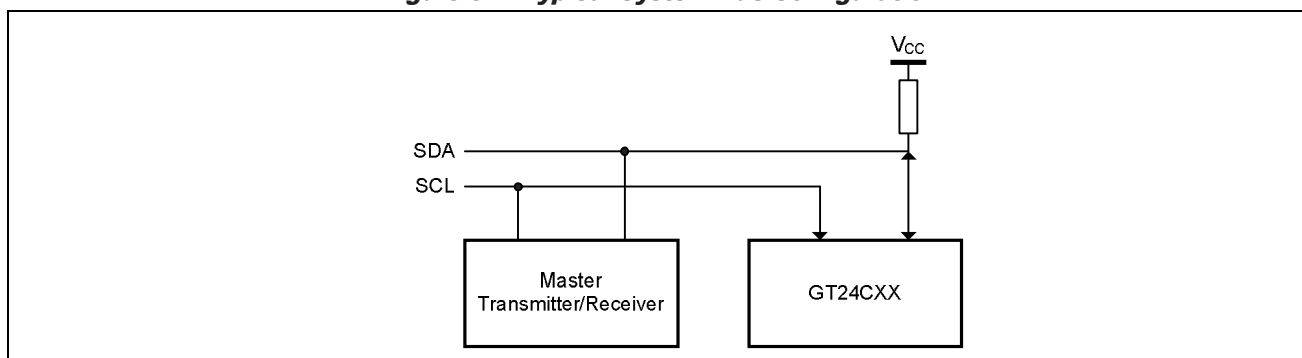 VCC
SDA
SCL
Master
Transmitter/Receiver
GT24CXX